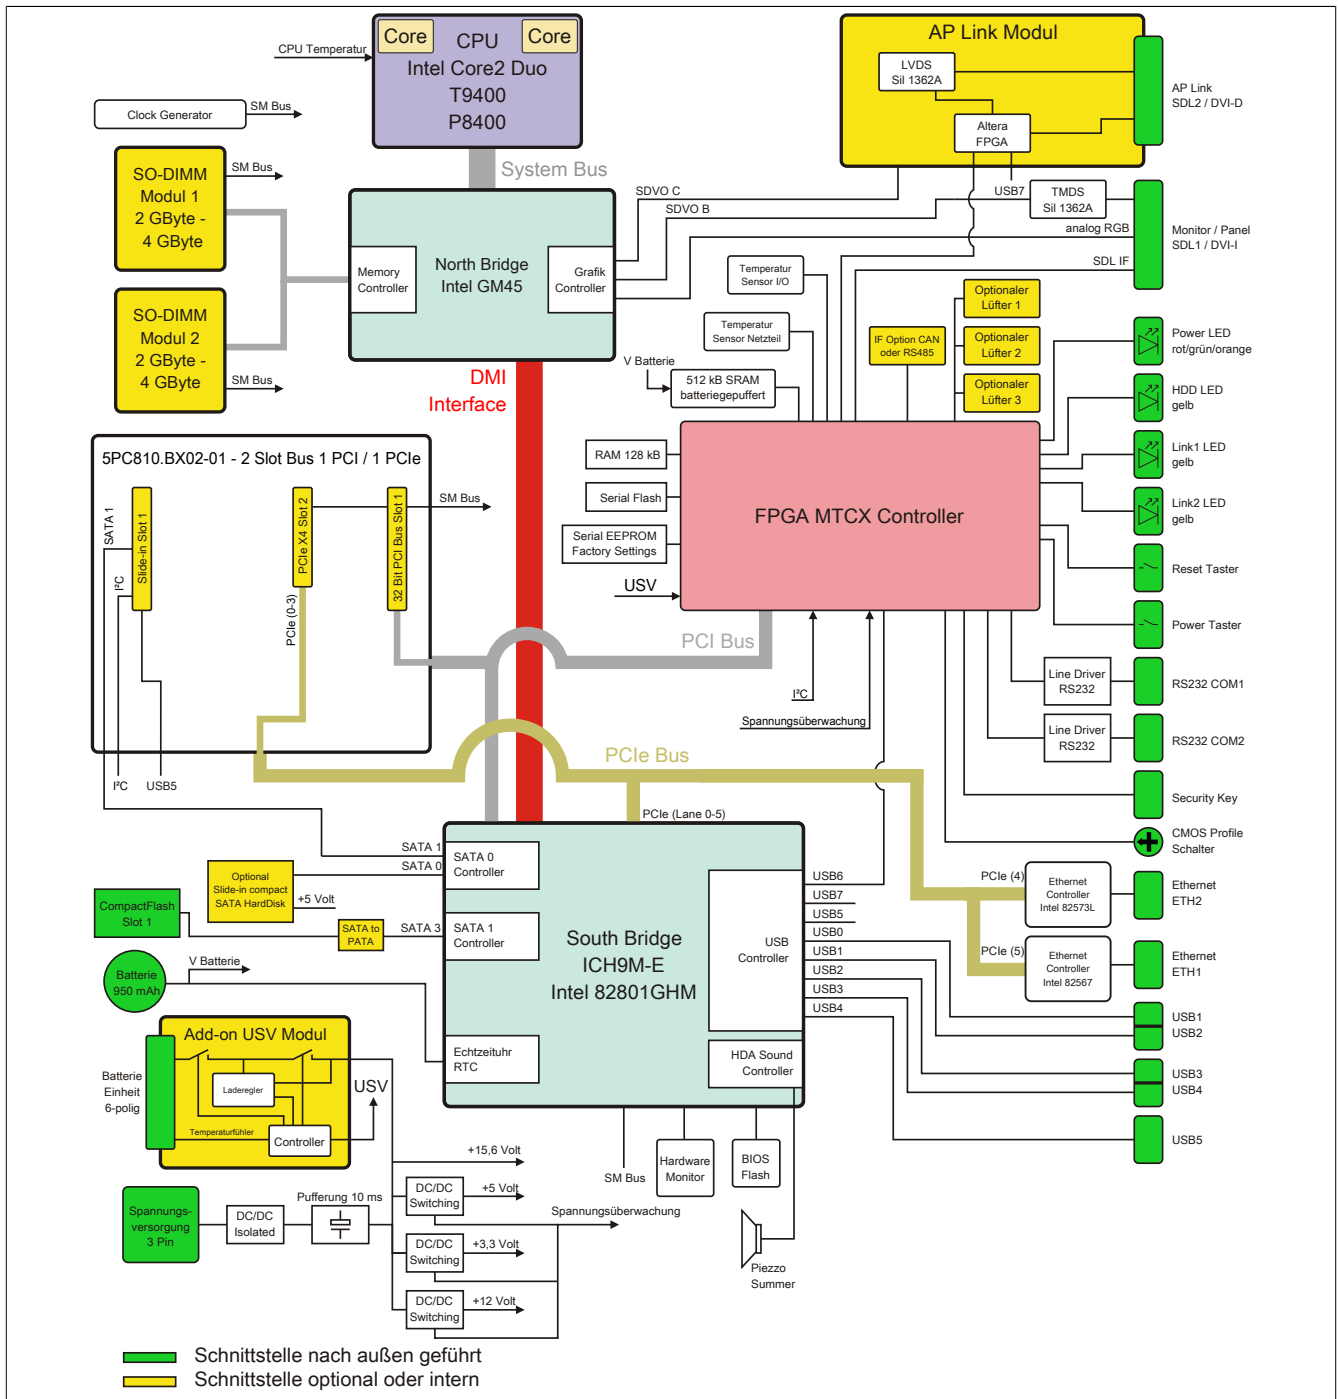 Core
CPU
Core
Intel Core2 Duo
T9400
P8400
CPU Temperatur
Clock Generator
SM Bus
System Bus
SO-DIMM
Modul 1
2 GByte -
4 GByte
SM Bus
SO-DIMM
Modul 2
2 GByte -
4 GByte
SM Bus
Memory
Controller
North Bridge
Intel GM45
Grafik
Controller
DMI
Interface
AP Link Modul
LVDS
Sil 1362A
Altera
FPGA
AP Link
SDL2 / DVI-D
SDVO C
SDVO B
USB7
TMDS
Sil 1362A
analog RGB
SDL IF
Monitor / Panel
SDL1 / DVI-I
Temperatur
Sensor I/O
Temperatur
Sensor Netzteil
V Batterie
512 kB SRAM
batteriegepuffert
IF Option CAN
oder RS485
Optionaler
Lüfter 1
Optionaler
Lüfter 2
Optionaler
Lüfter 3
Power LED
rot/grün/orange
HDD LED
gelb
Link1 LED
gelb
Link2 LED
gelb
Reset Taster
Power Taster
RAM 128 kB
Serial Flash
Serial EEPROM
Factory Settings
USV
FPGA MTCX Controller
5PC810.BX02-01 - 2 Slot Bus 1 PCI / 1 PCIe
SATA 1
I²C
Slide-in Slot 1
PCIe X4 Slot 2
PCIe (0-3)
32 Bit PCI Bus Slot 1
SM Bus
I²C
USB5
PCI Bus
I²C
Spannungsüberwachung
Line Driver
RS232
RS232 COM1
Line Driver
RS232
RS232 COM2
Security Key
CMOS Profile
Schalter
PCIe Bus
PCIe (Lane 0-5)
PCIe (4)
Ethernet
Controller
Intel 82573L
Ethernet
ETH2
PCIe (5)
Ethernet
Controller
Intel 82567
Ethernet
ETH1
SATA 1
SATA 0
SATA 0
Controller
Optional
Slide-in compact
SATA HardDisk
+5 Volt
CompactFlash
Slot 1
SATA to
PATA
SATA 3
SATA 1
Controller
Batterie
950 mAh
V Batterie
South Bridge
ICH9M-E
Intel 82801GHM
Echtzeituhr
RTC
USB
Controller
HDA Sound
Controller
USB6
USB7
USB5
USB0
USB1
USB2
USB3
USB4
USB1
USB2
USB3
USB4
USB5
Add-on USV Modul
Batterie
Einheit
6-polig
Laderegler
Temperaturfühler
Controller
USV
SM Bus
Hardware
Monitor
BIOS
Flash
Piezzo
Summer
+15,6 Volt
DC/DC
Switching
+5 Volt
Spannungsüberwachung
DC/DC
Switching
+3,3 Volt
DC/DC
Switching
+12 Volt
Spannungs-
versorgung
3 Pin
DC/DC
Isolated
Pufferung 10 ms
Schnittstelle nach außen geführt
Schnittstelle optional oder intern